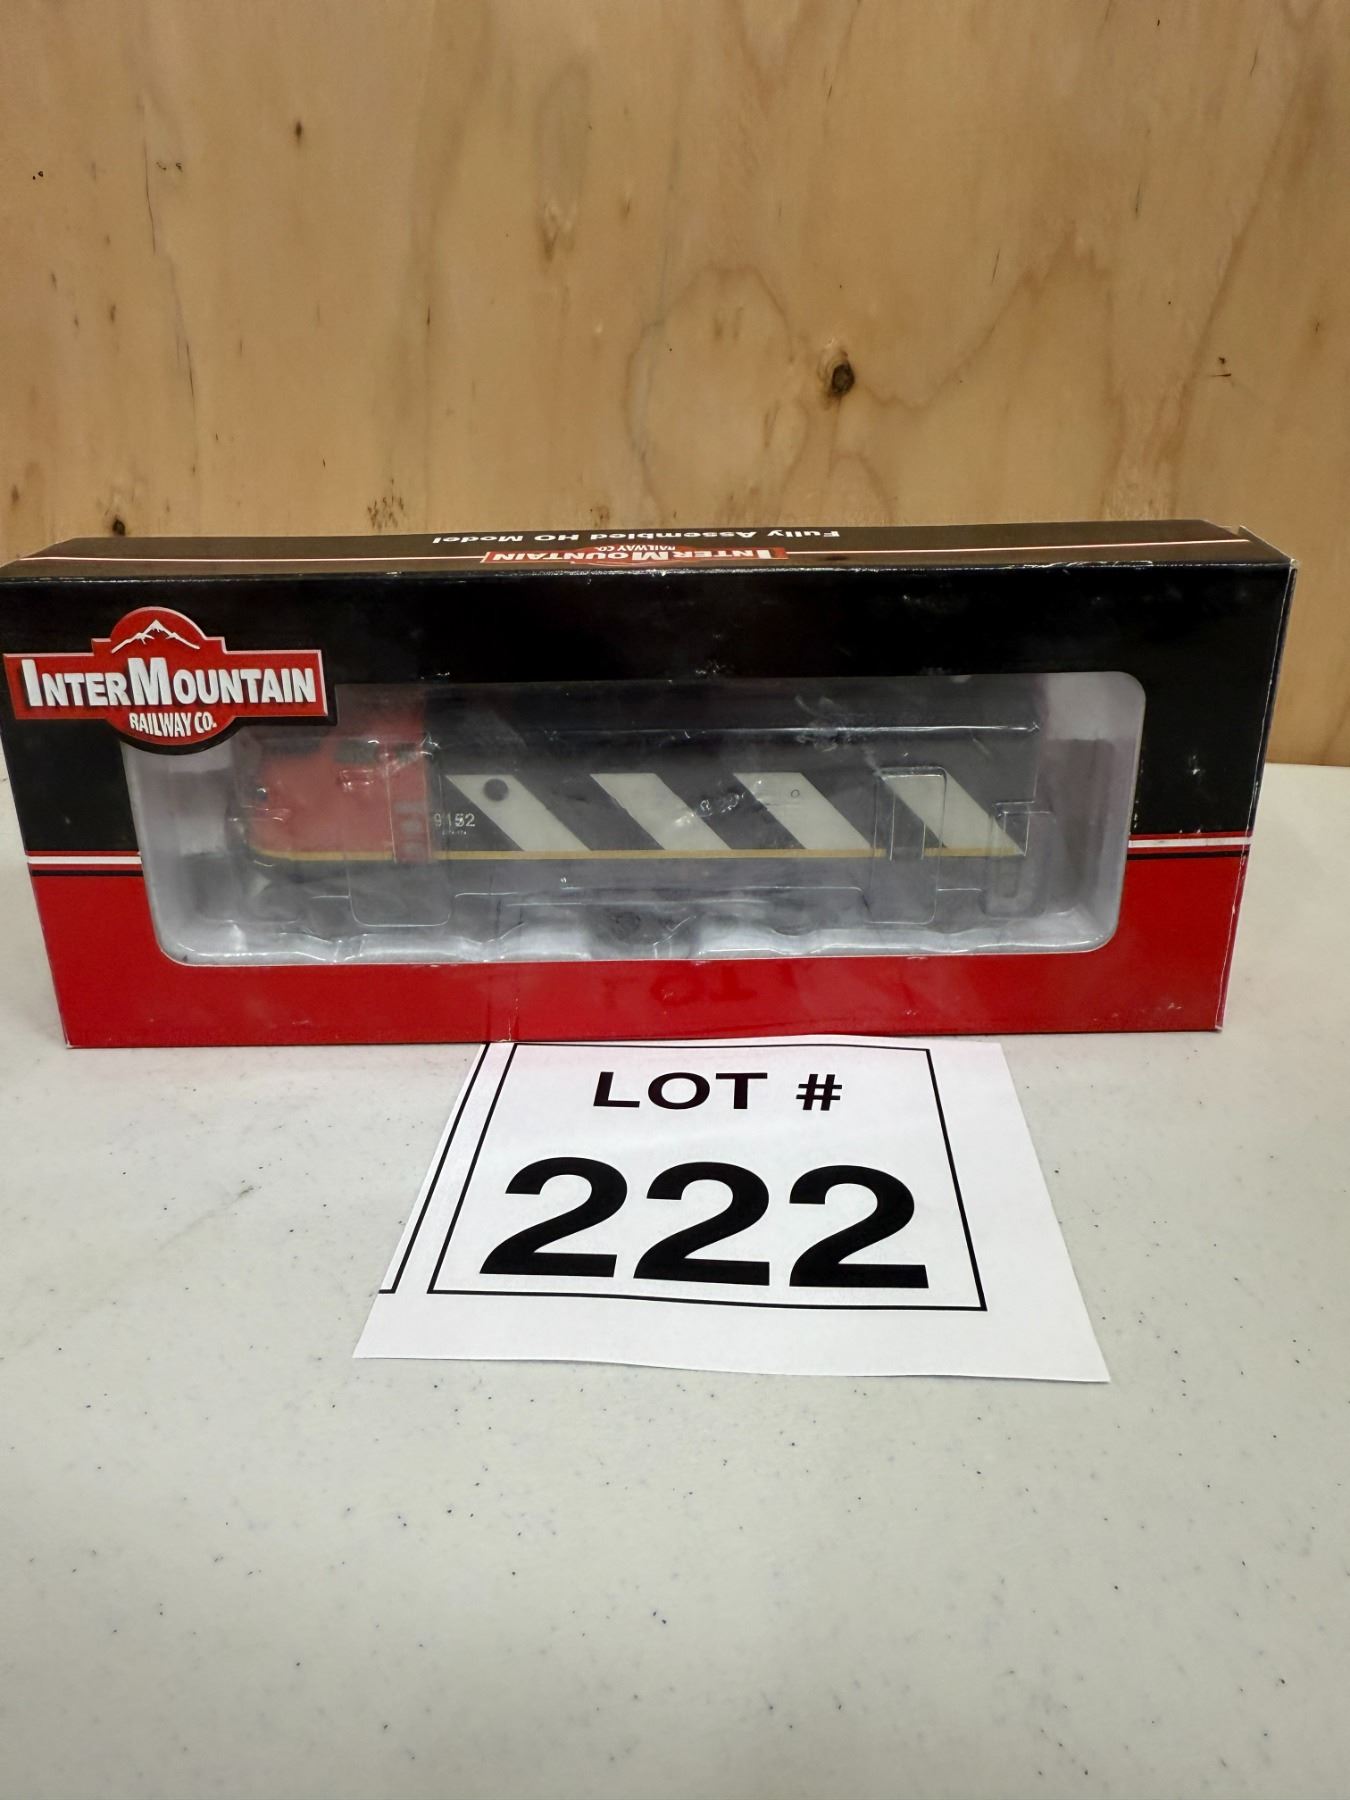 Fully Assembled HO Model
INTERMOUNTAIN
RAILWAY CO.
INTERMOUNTAIN
RAILWAY CO.
9152
LOT #
222